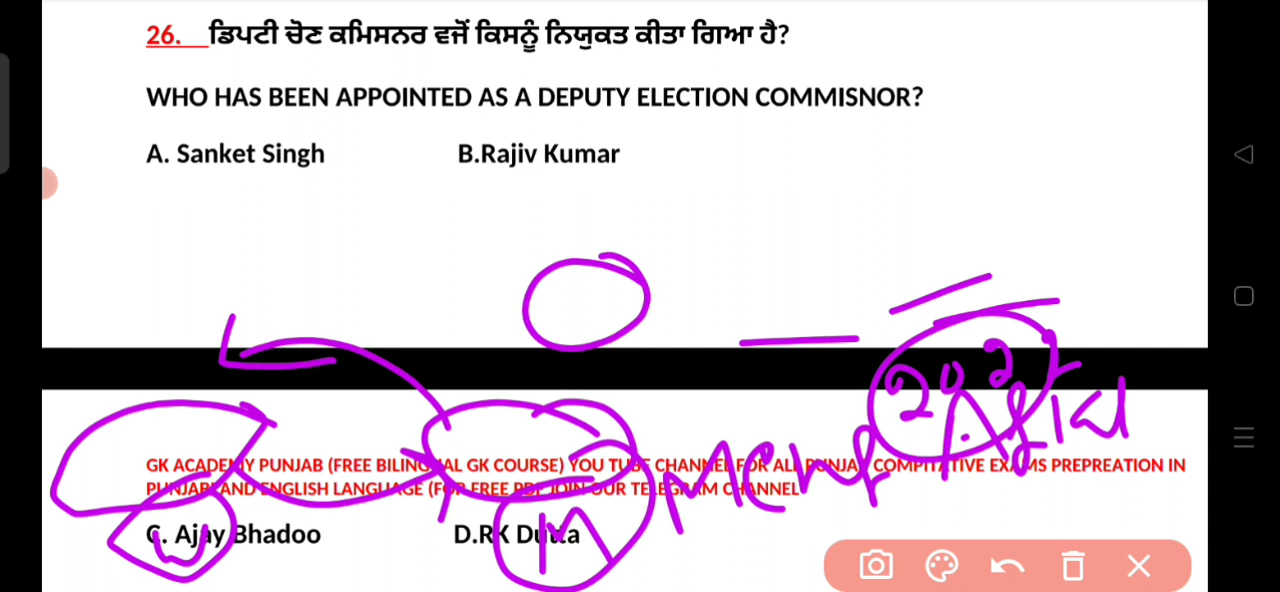 26. ਡਿਪਟੀ ਚੋਣ ਕਮਿਸਨਰ ਵਜੋਂ ਕਿਸਨੂੰ ਨਿਯੁਕਤ ਕੀਤਾ ਗਿਆ ਹੈ?
WHO HAS BEEN APPOINTED AS A DEPUTY ELECTION COMMISNOR?
A. Sanket Singh B.Rajiv Kumar
GK ACADEMY PUNJAB (FREE BILINGUAL GK COURSE) YOU TUBE CHANNEL FOR ALL PUNJAB COMPITATIVE EXAMS PREPREATION IN
PUNJABI AND ENGLISH LANGUAGE (FOR FREE PDF JOIN OUR TELEGRAM CHANNEL
C. Ajay Bhadoo D.RK Dutta